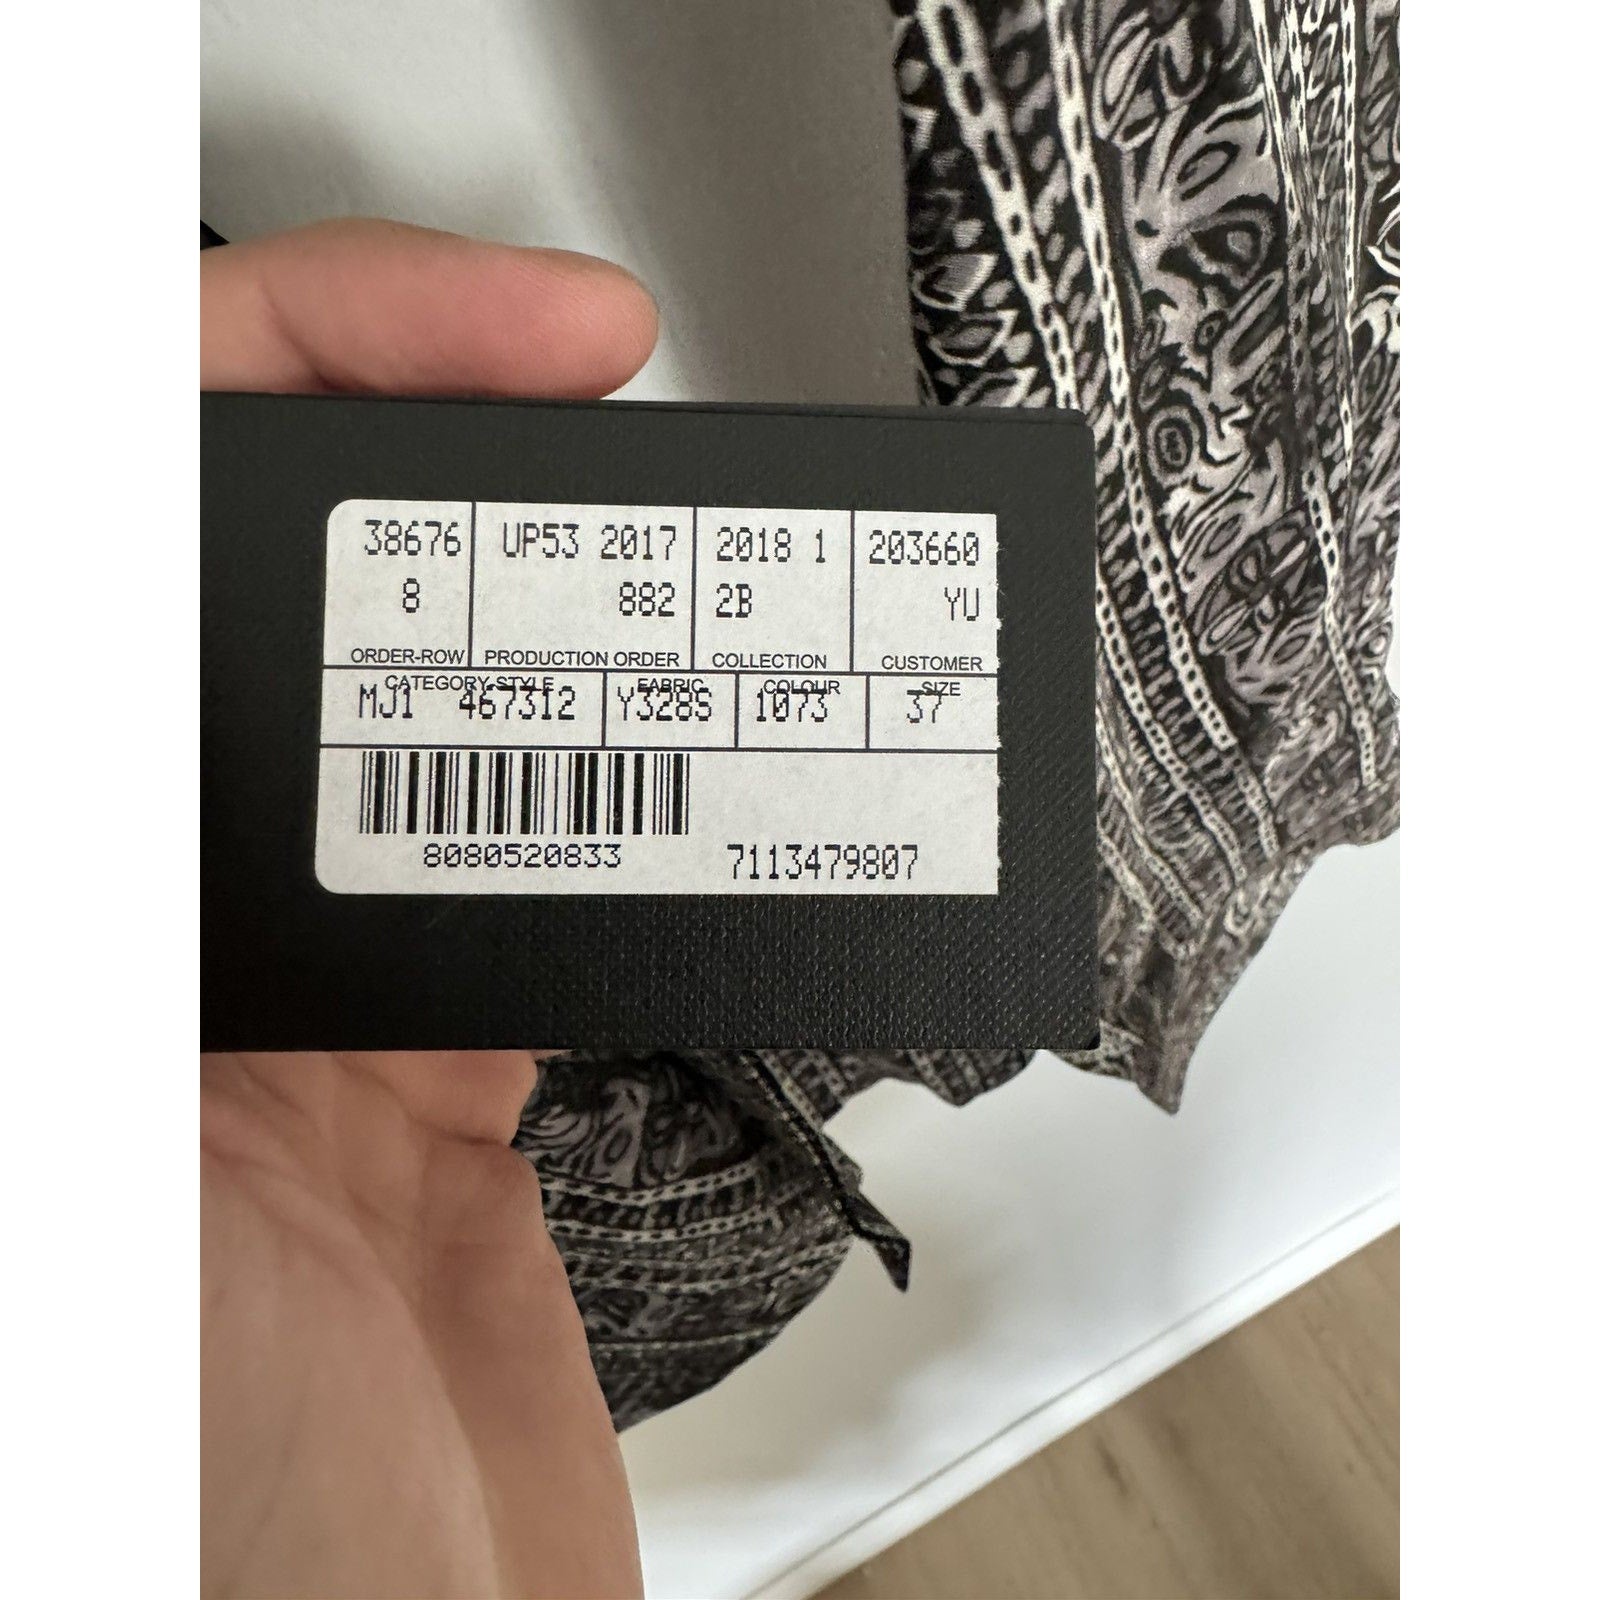 38676 UP53 2017 2018 1 203660
8 882 2B YU
ORDER-ROW PRODUCTION ORDER COLLECTION CUSTOMER
CATEGORY-STYLE FABRIC COLOUR SIZE
MJ1 467312 Y328S 1073 37
8080520833 7113479807